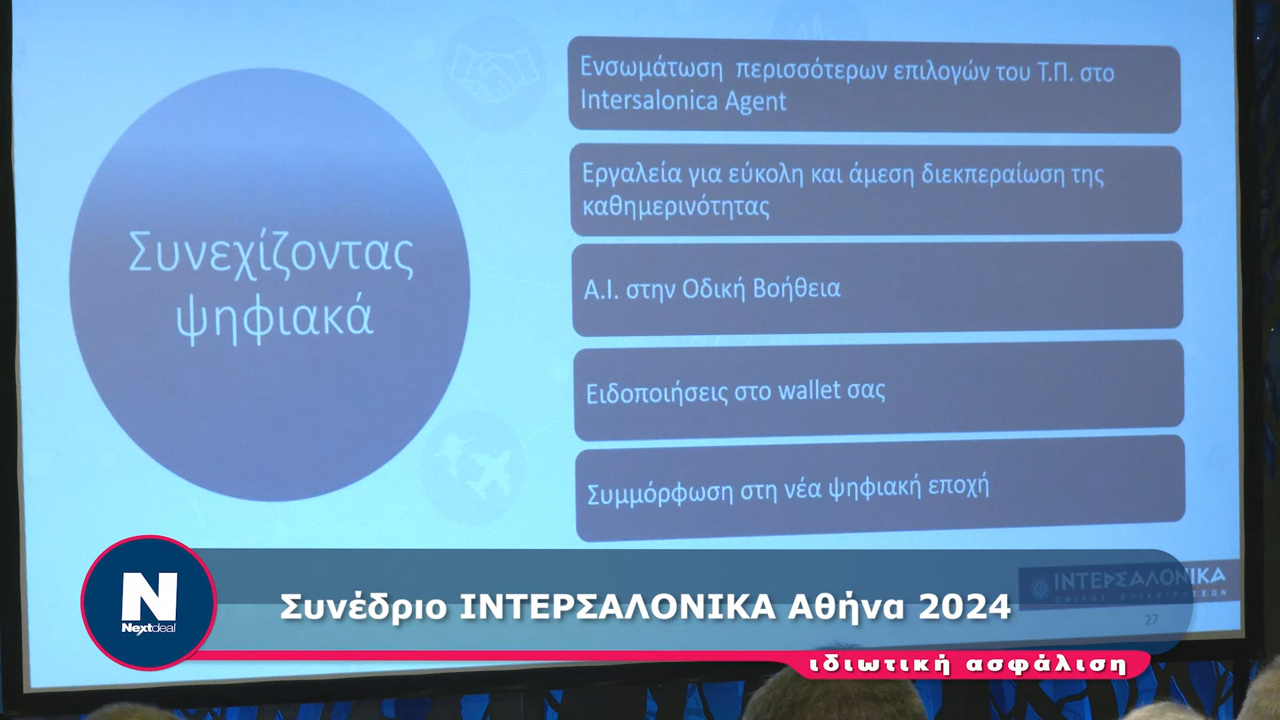 Συνεχίζοντας
ψηφιακά
Ενσωμάτωση περισσότερων επιλογών του Τ.Π. στο
Intersalonica Agent
Εργαλεία για εύκολη και άμεση διεκπεραίωση της
καθημερινότητας
A.I. στην Οδική Βοήθεια
Ειδοποιήσεις στο wallet σας
Συμμόρφωση στη νέα ψηφιακή εποχή
ΙΝΤΕΡΣΑΛΟΝΙΚΑ
ΟΜΙΛΟΣ ΕΠΙΧΕΙΡΗΣΕΩΝ
27
N
Nextdeal
Συνέδριο ΙΝΤΕΡΣΑΛΟΝΙΚΑ Αθήνα 2024
ιδιωτική ασφάλιση